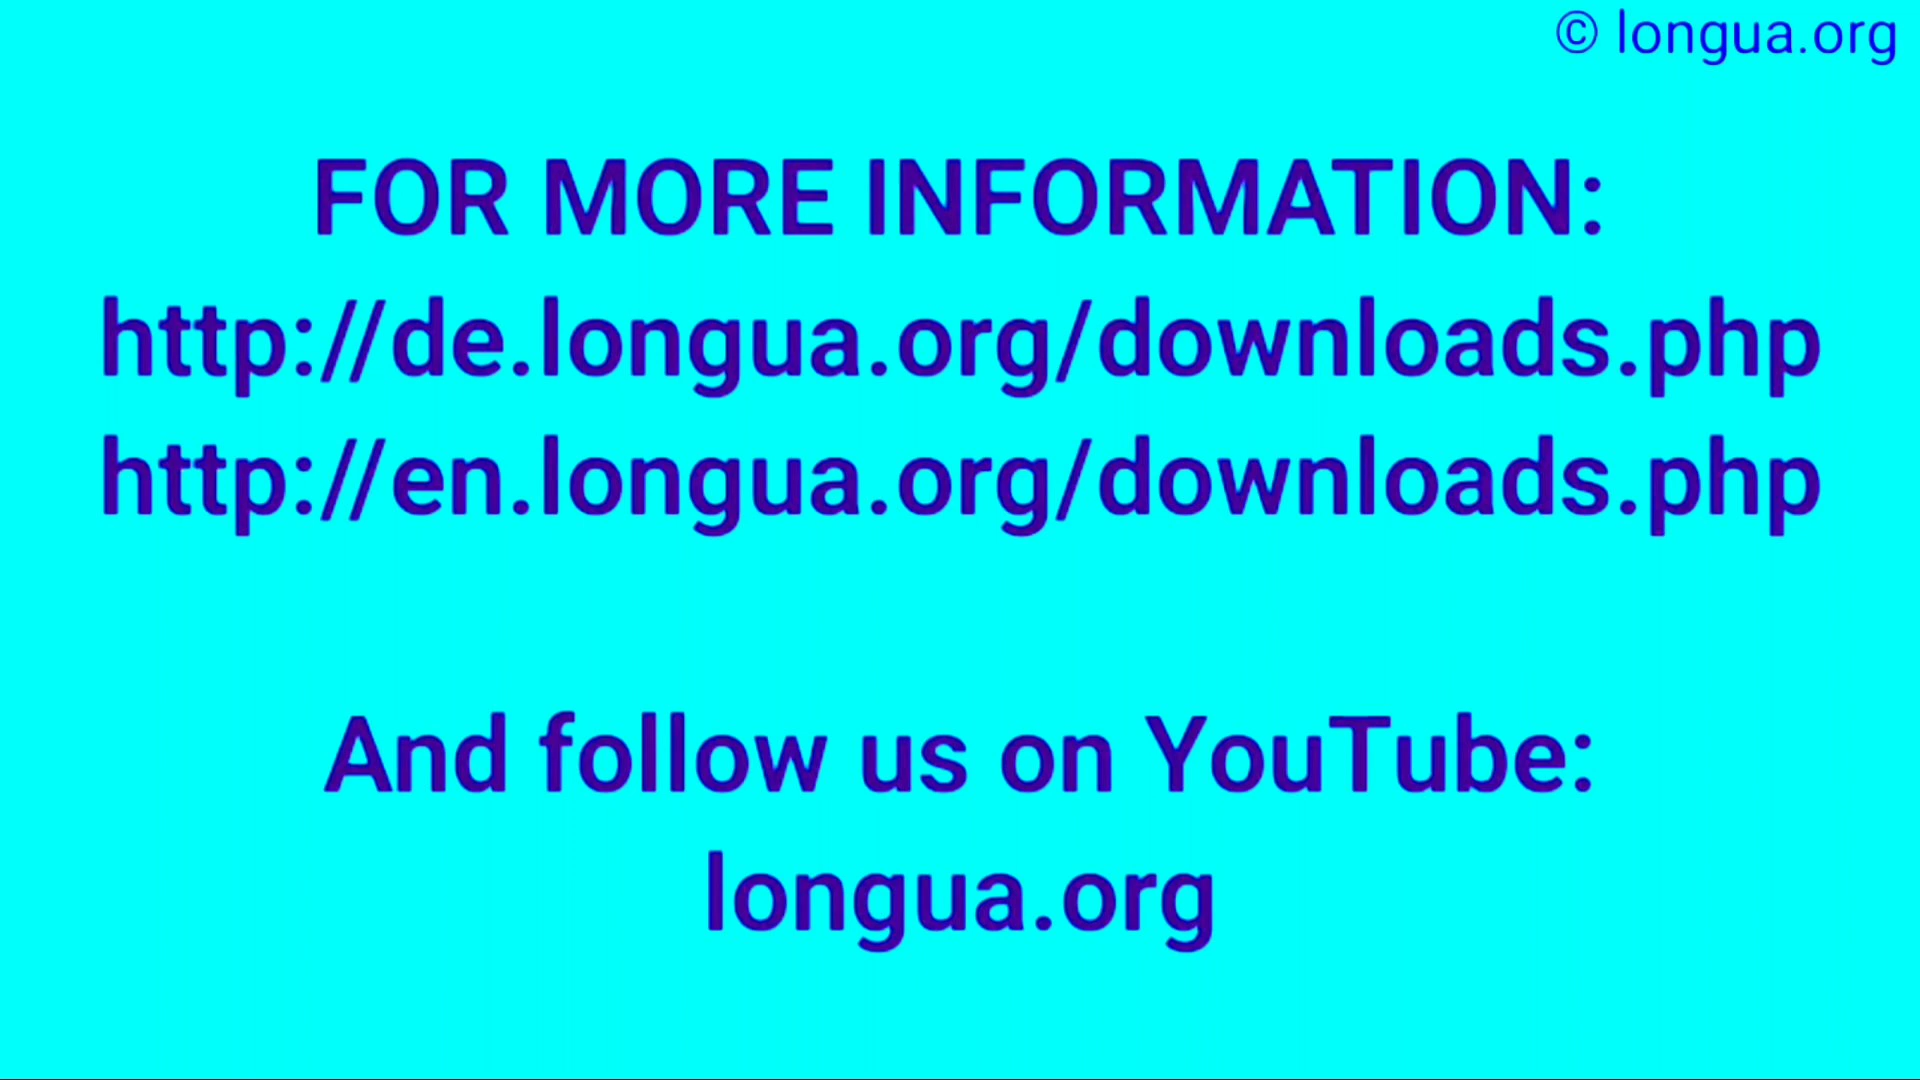 © longua.org
FOR MORE INFORMATION:
http://de.longua.org/downloads.php
http://en.longua.org/downloads.php
And follow us on YouTube:
longua.org